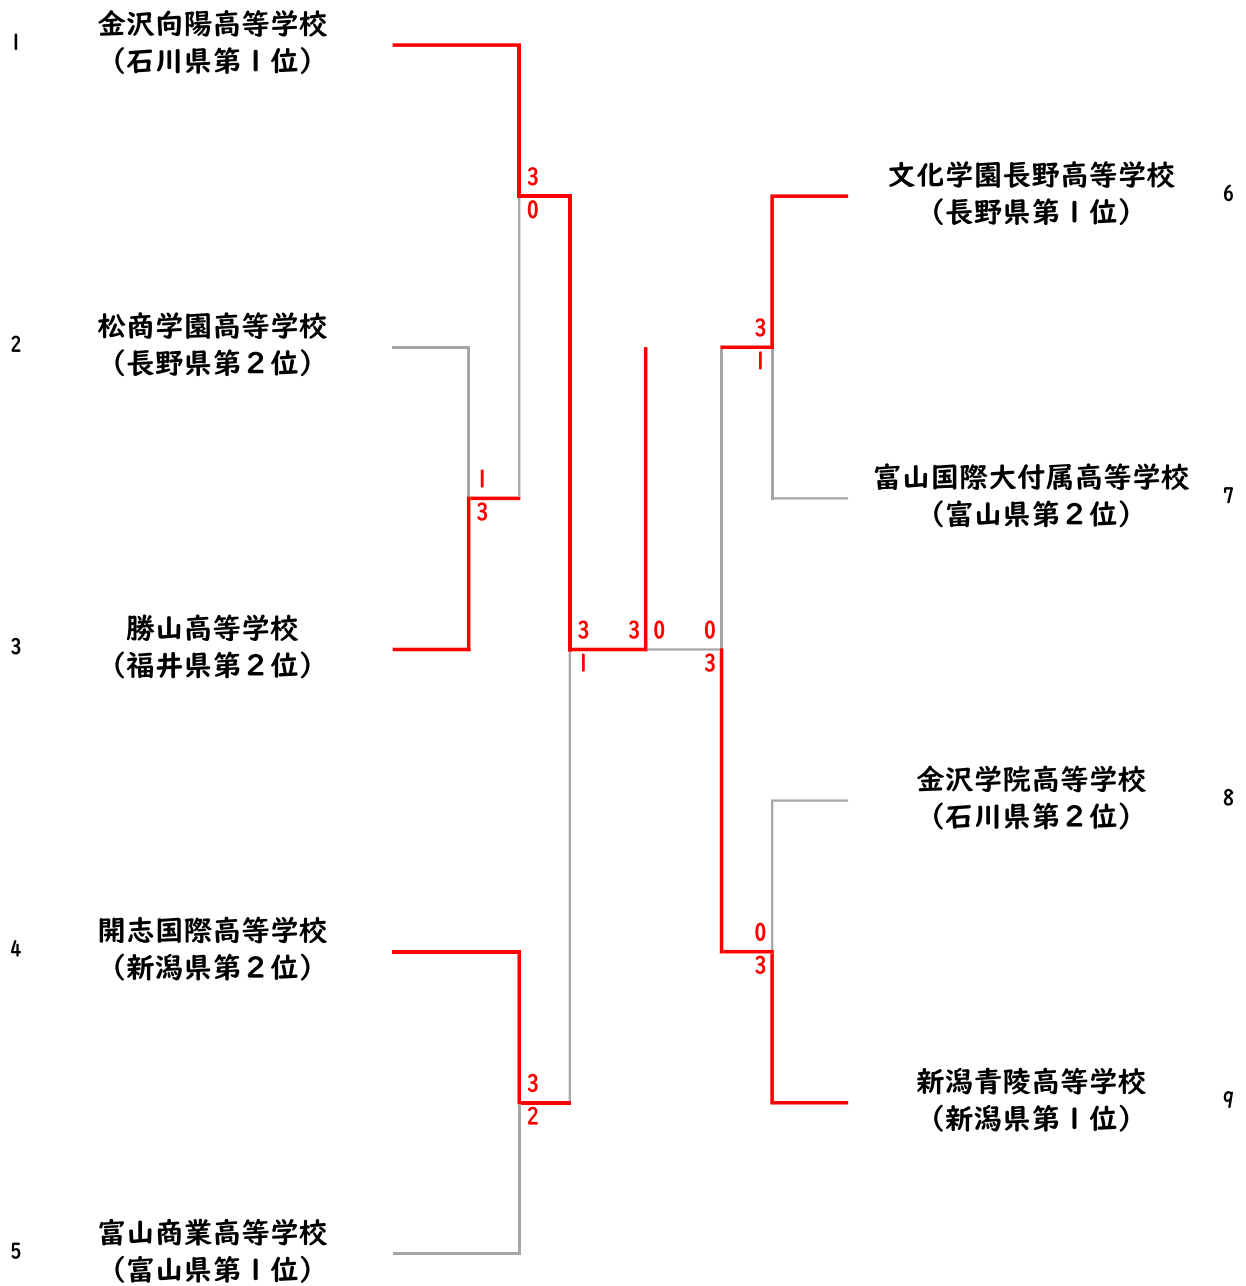 1
金沢向陽高等学校
（石川県第１位）
2
松商学園高等学校
（長野県第２位）
3
勝山高等学校
（福井県第２位）
4
開志国際高等学校
（新潟県第２位）
5
富山商業高等学校
（富山県第１位）
3
0
1
3
3
1
3
2
3 0
0
3
3
1
0
3
文化学園長野高等学校
（長野県第１位）
6
富山国際大付属高等学校
（富山県第２位）
7
金沢学院高等学校
（石川県第２位）
8
新潟青陵高等学校
（新潟県第１位）
9